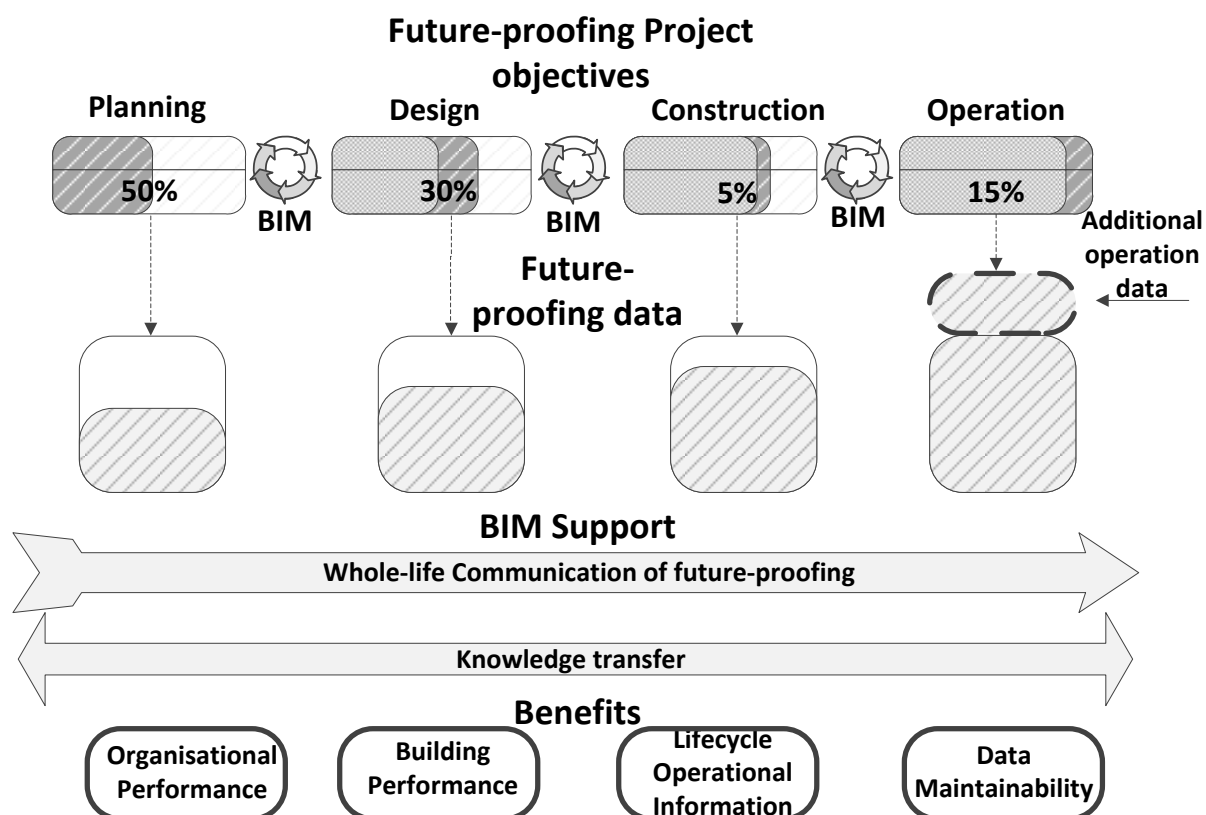 Future-proofing Project
objectives
Planning
Design
Construction
Operation
50%
30%
5%
15%
BIM
BIM
BIM
Additional
operation
data
Future-
proofing data
BIM Support
Whole-life Communication of future-proofing
Knowledge transfer
Benefits
Organisational
Performance
Building
Performance
Lifecycle
Operational
Information
Data
Maintainability